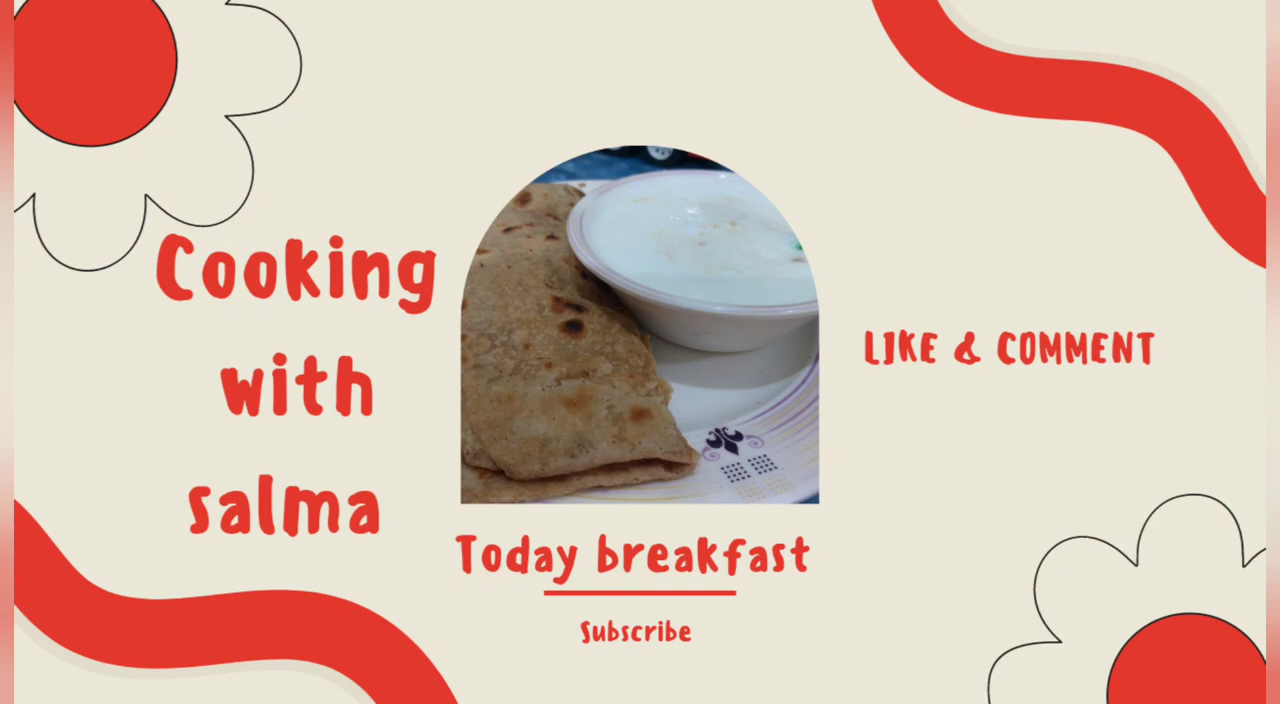 Cooking
with
salma
LIKE & COMMENT
Today breakfast
Subscribe